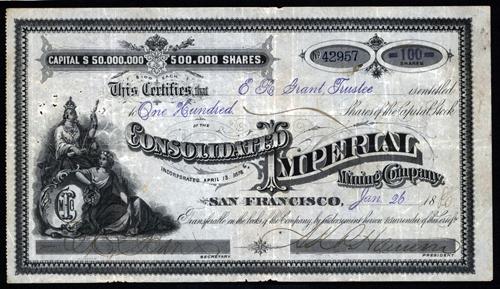 CAPITAL $ 50.000.000 500.000 SHARES.
$100 EACH
No 42957
100
SHARES
This Certifies that E R Grant Trustee is entitled
to One Hundred Shares of the Capital Stock
OF THE
CONSOLIDATED IMPERIAL
INCORPORATED APRIL 13. 1876
Mining Company.
SAN FRANCISCO, Jan 26 18
Transferable on the books of the Company, by indorsement hereon & surrender of this scrip
SECRETARY
PRESIDENT